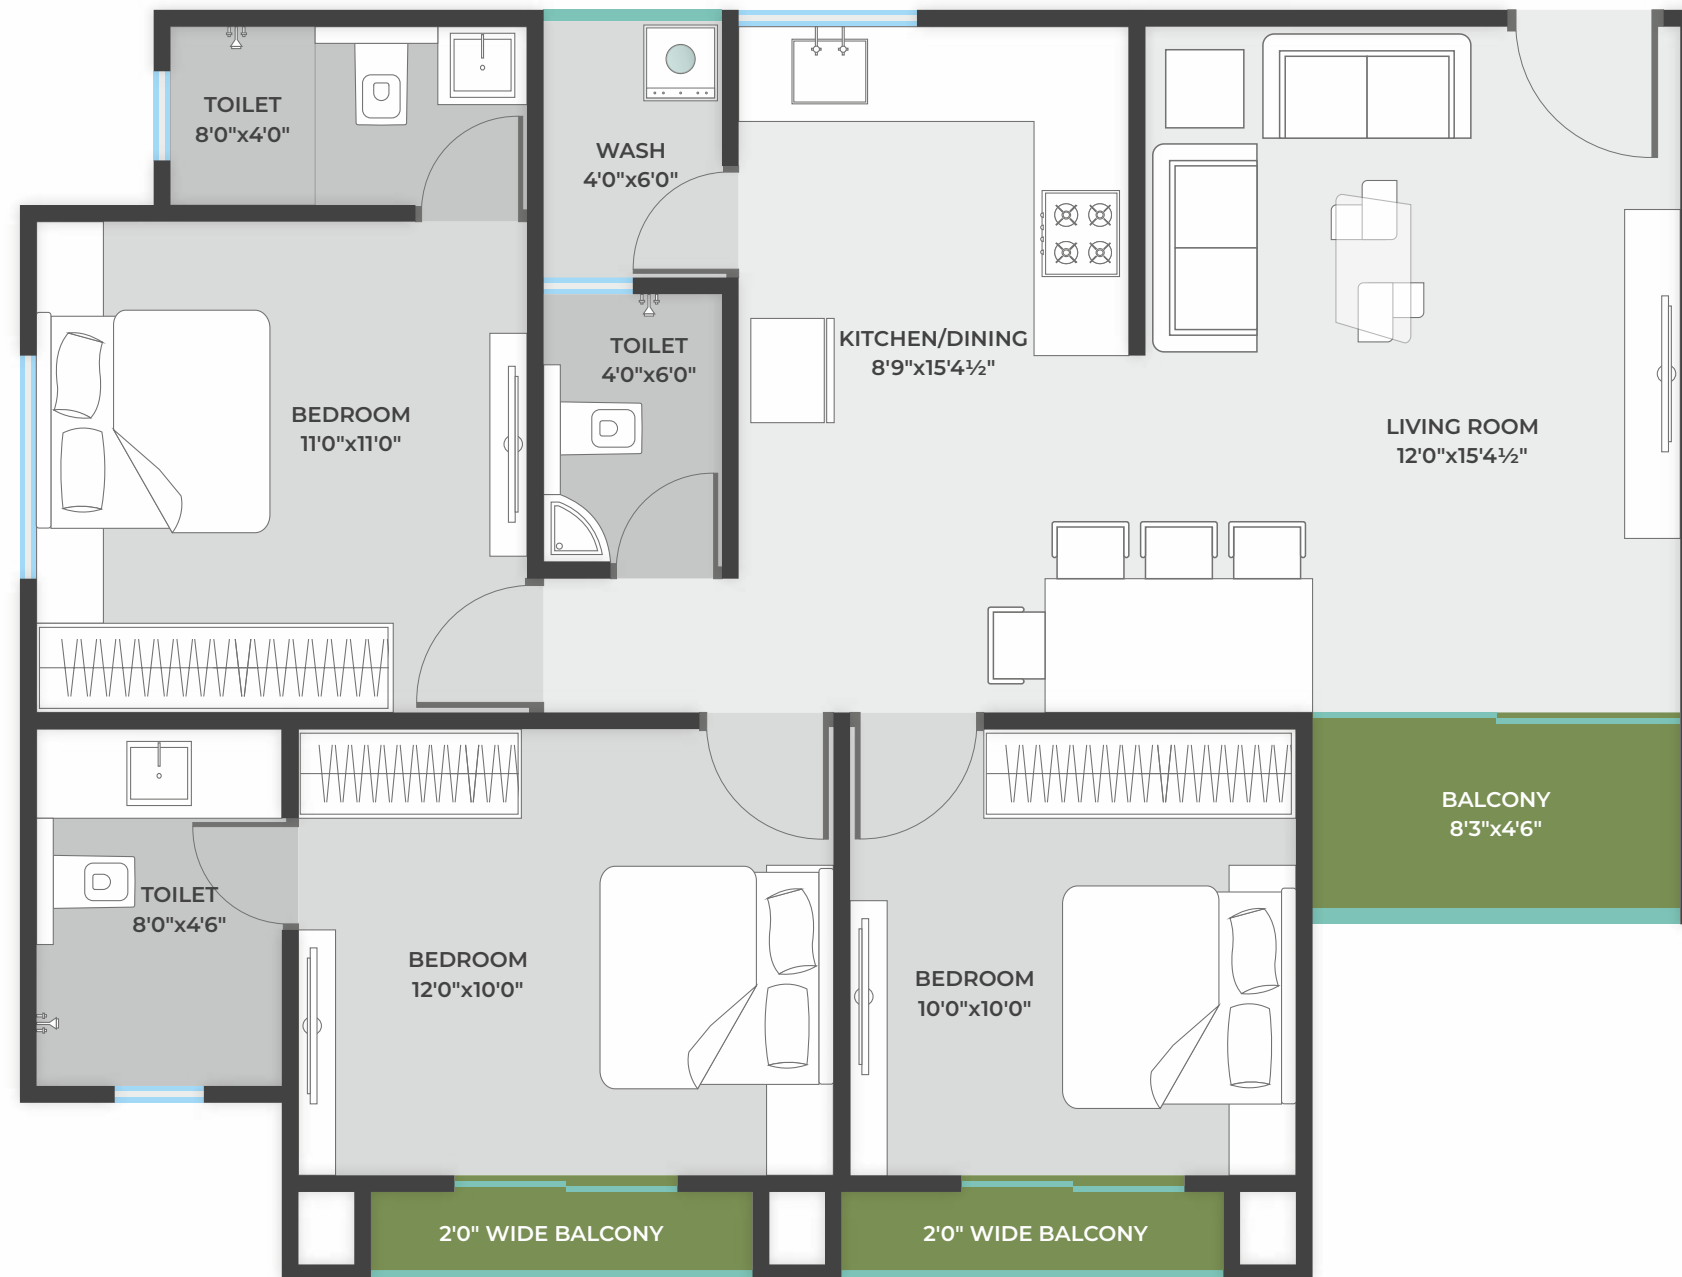 TOILET
8'0"x4'0"
WASH
4'0"x6'0"
TOILET
4'0"x6'0"
KITCHEN/DINING
8'9"x15'4½"
BEDROOM
11'0"x11'0"
LIVING ROOM
12'0"x15'4½"
BALCONY
8'3"x4'6"
TOILET
8'0"x4'6"
BEDROOM
12'0"x10'0"
BEDROOM
10'0"x10'0"
2'0" WIDE BALCONY
2'0" WIDE BALCONY